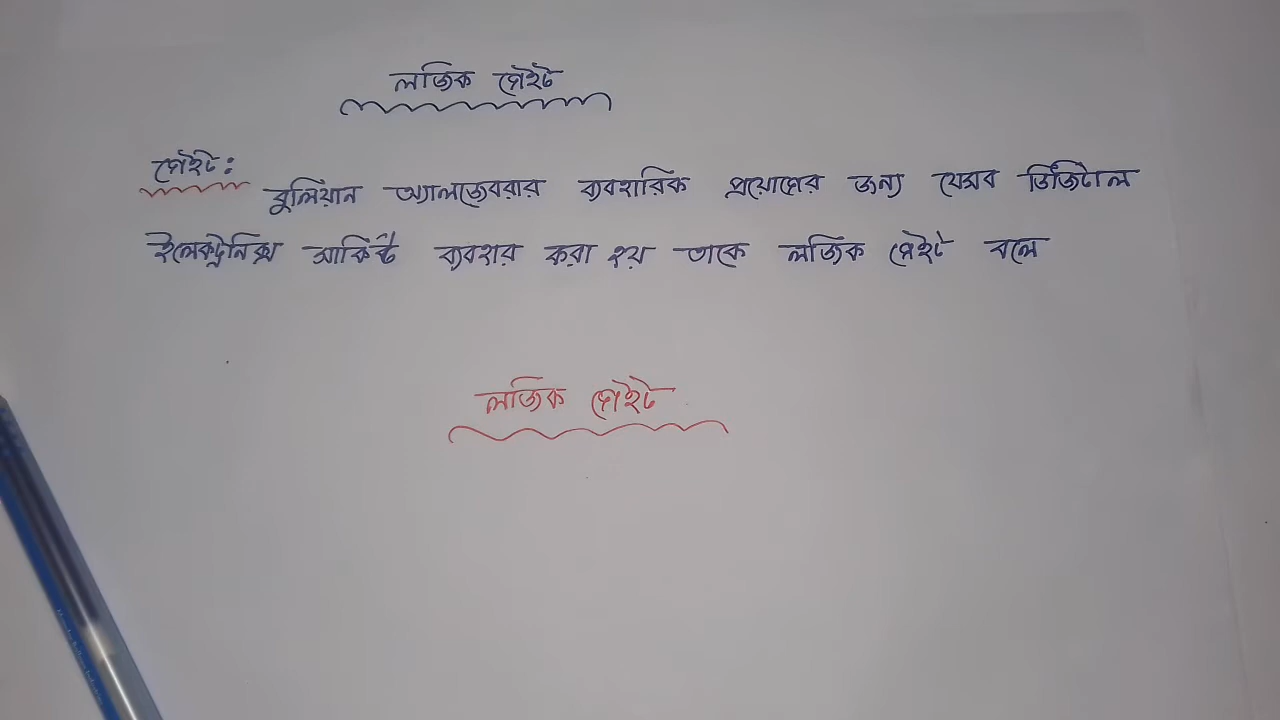 লজিক গেইট
গেইট:
বুলিয়ান অ্যালজেবরার ব্যবহারিক প্রয়োগের জন্য যেসব ডিজিটাল
ইলেকট্রনিক্স সার্কিট ব্যবহার করা হয় তাকে লজিক গেইট বলে
লজিক গেইট